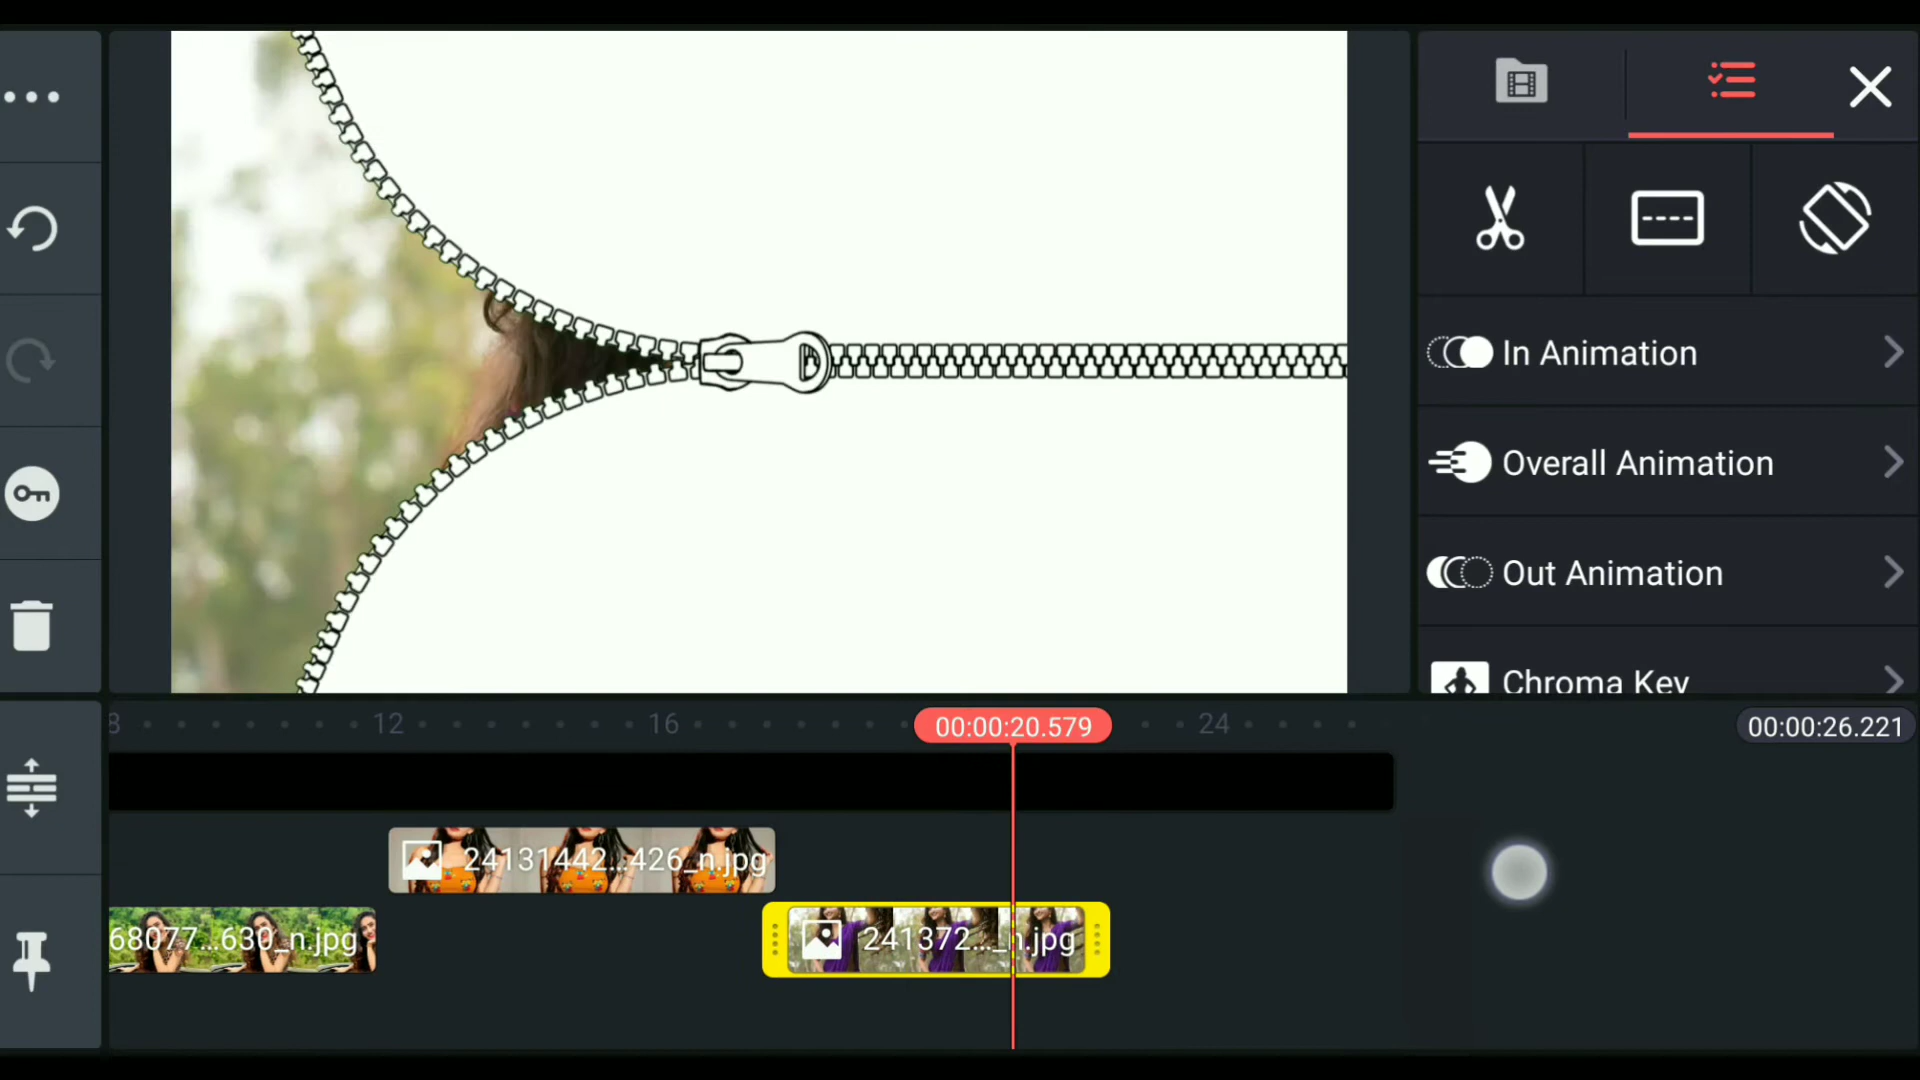 In Animation
Overall Animation
Out Animation
Chroma Key
8
12
16
00:00:20.579
24
00:00:26.221
24131442...426_n.jpg
68077...630_n.jpg
241372..._n.jpg